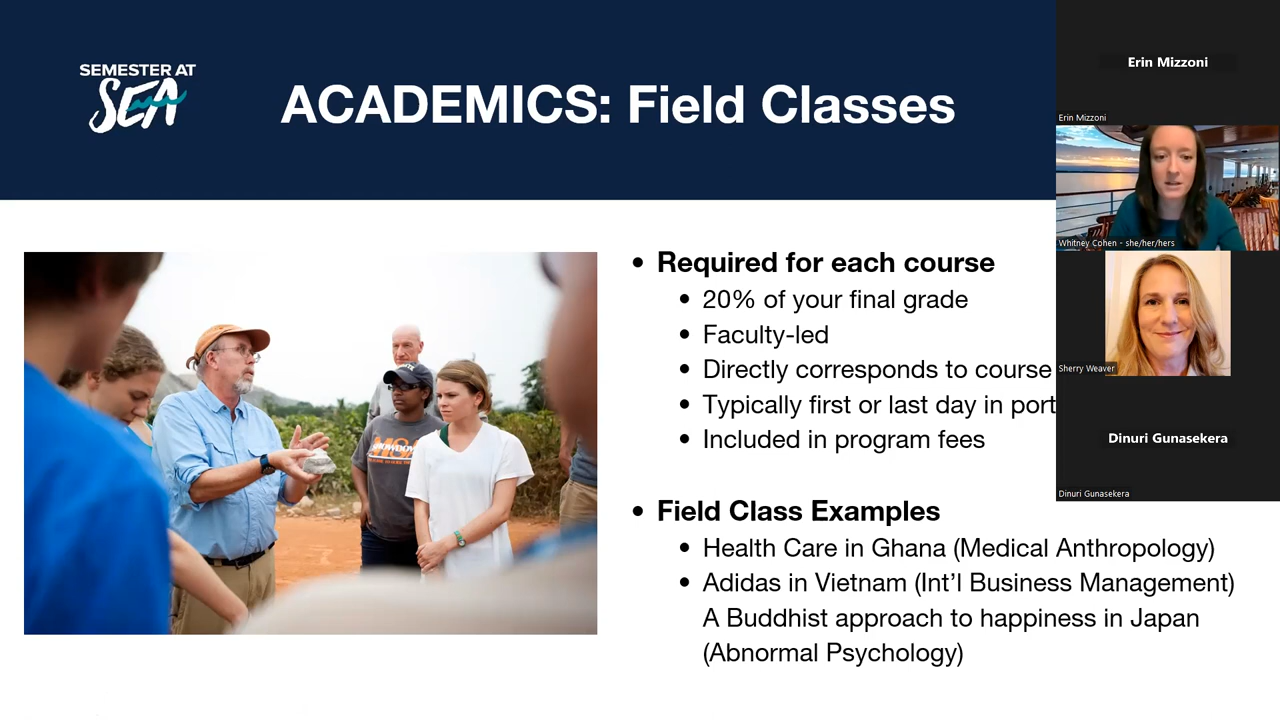 SEMESTER AT
SEA
ACADEMICS: Field Classes
• Required for each course
• 20% of your final grade
• Faculty-led
• Directly corresponds to course
• Typically first or last day in port
• Included in program fees
• Field Class Examples
• Health Care in Ghana (Medical Anthropology)
• Adidas in Vietnam (Int’l Business Management)
A Buddhist approach to happiness in Japan
(Abnormal Psychology)
Erin Mizzoni
Erin Mizzoni
Whitney Cohen - she/her/hers
Sherry Weaver
Dinuri Gunasekera
Dinuri Gunasekera
SHOWDOWN